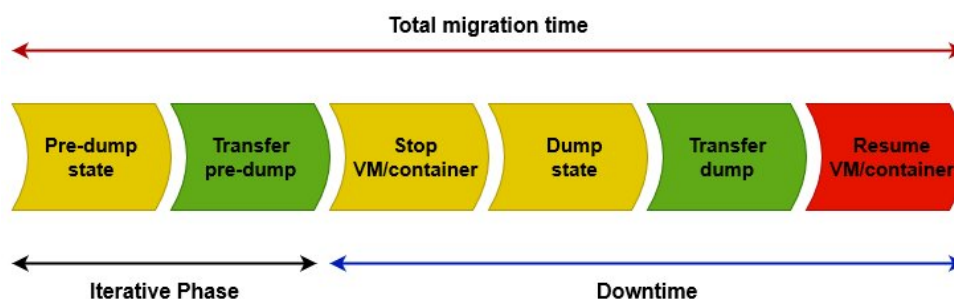 Total migration time
Pre-dump
state
Transfer
pre-dump
Stop
VM/container
Dump
state
Transfer
dump
Resume
VM/container
Iterative Phase
Downtime